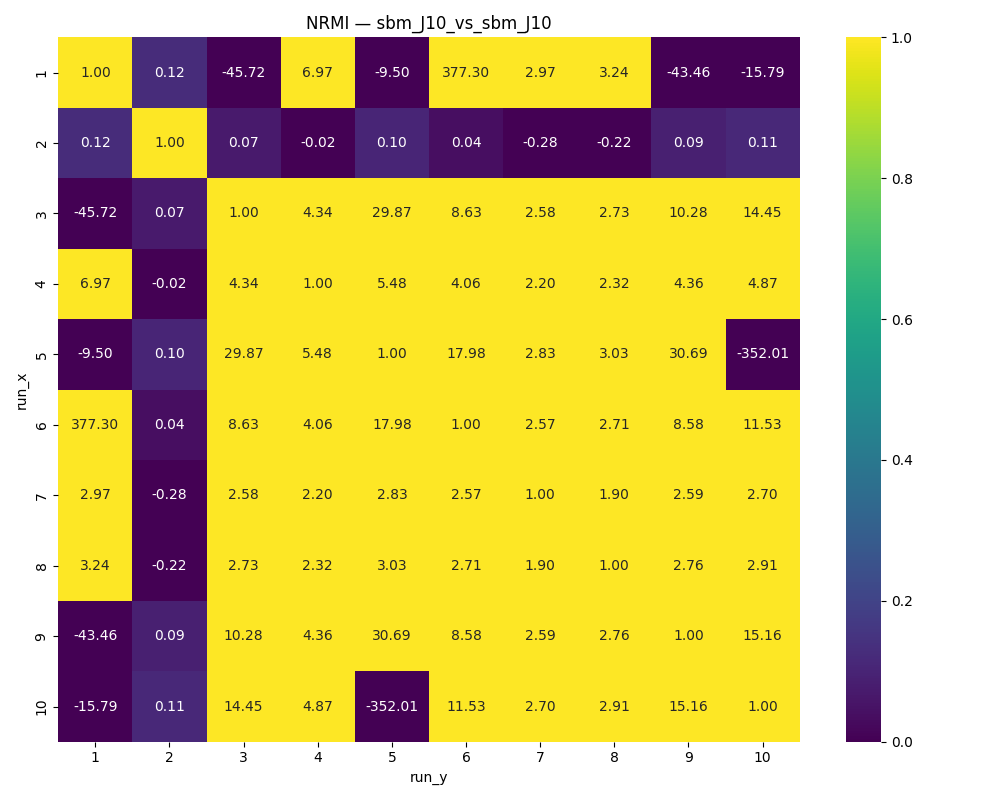 NRMI — sbm_J10_vs_sbm_J10
1 1.00 0.12 -45.72 6.97 -9.50 377.30 2.97 3.24 -43.46 -15.79
2 0.12 1.00 0.07 -0.02 0.10 0.04 -0.28 -0.22 0.09 0.11
3 -45.72 0.07 1.00 4.34 29.87 8.63 2.58 2.73 10.28 14.45
4 6.97 -0.02 4.34 1.00 5.48 4.06 2.20 2.32 4.36 4.87
5 -9.50 0.10 29.87 5.48 1.00 17.98 2.83 3.03 30.69 -352.01
6 377.30 0.04 8.63 4.06 17.98 1.00 2.57 2.71 8.58 11.53
7 2.97 -0.28 2.58 2.20 2.83 2.57 1.00 1.90 2.59 2.70
8 3.24 -0.22 2.73 2.32 3.03 2.71 1.90 1.00 2.76 2.91
9 -43.46 0.09 10.28 4.36 30.69 8.58 2.59 2.76 1.00 15.16
10 -15.79 0.11 14.45 4.87 -352.01 11.53 2.70 2.91 15.16 1.00
1 2 3 4 5 6 7 8 9 10
run_y
run_x
1.0
0.8
0.6
0.4
0.2
0.0